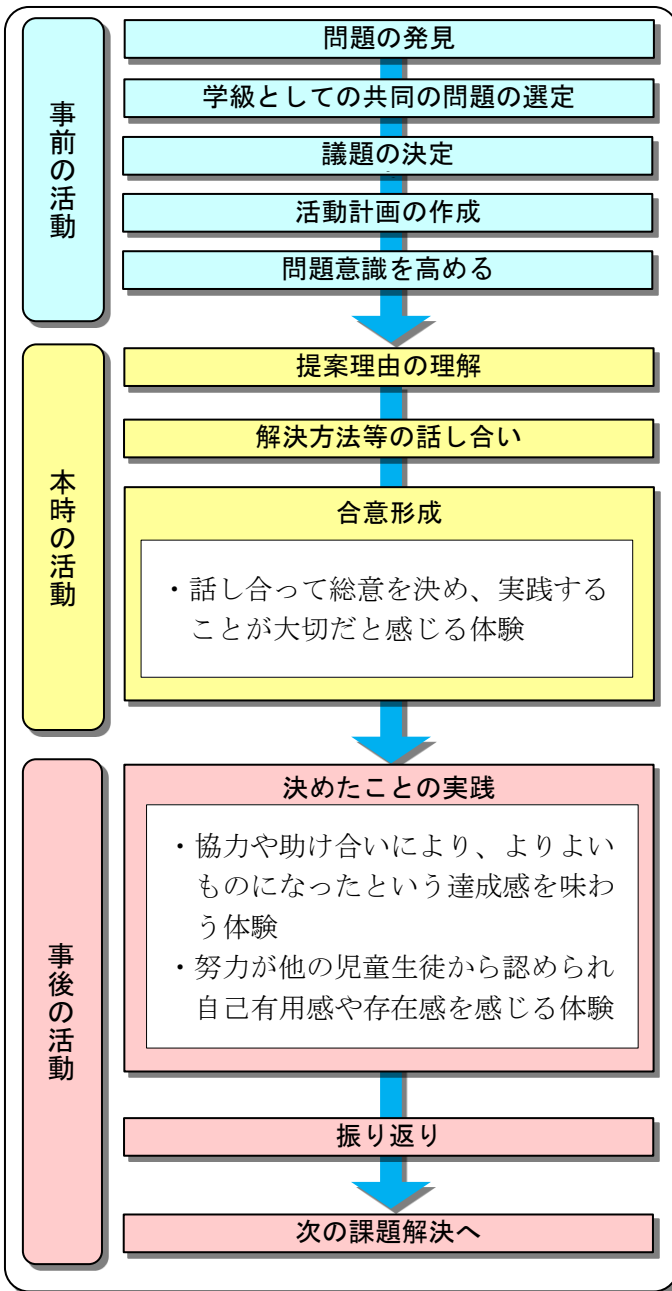 事前の活動
問題の発見
学級としての共同の問題の選定
議題の決定
活動計画の作成
問題意識を高める
本時の活動
提案理由の理解
解決方法等の話し合い
合意形成
・話し合って総意を決め、実践する
ことが大切だと感じる体験
事後の活動
決めたことの実践
・協力や助け合いにより、よりよい
ものになったという達成感を味わ
う体験
・努力が他の児童生徒から認められ
自己有用感や存在感を感じる体験
振り返り
次の課題解決へ